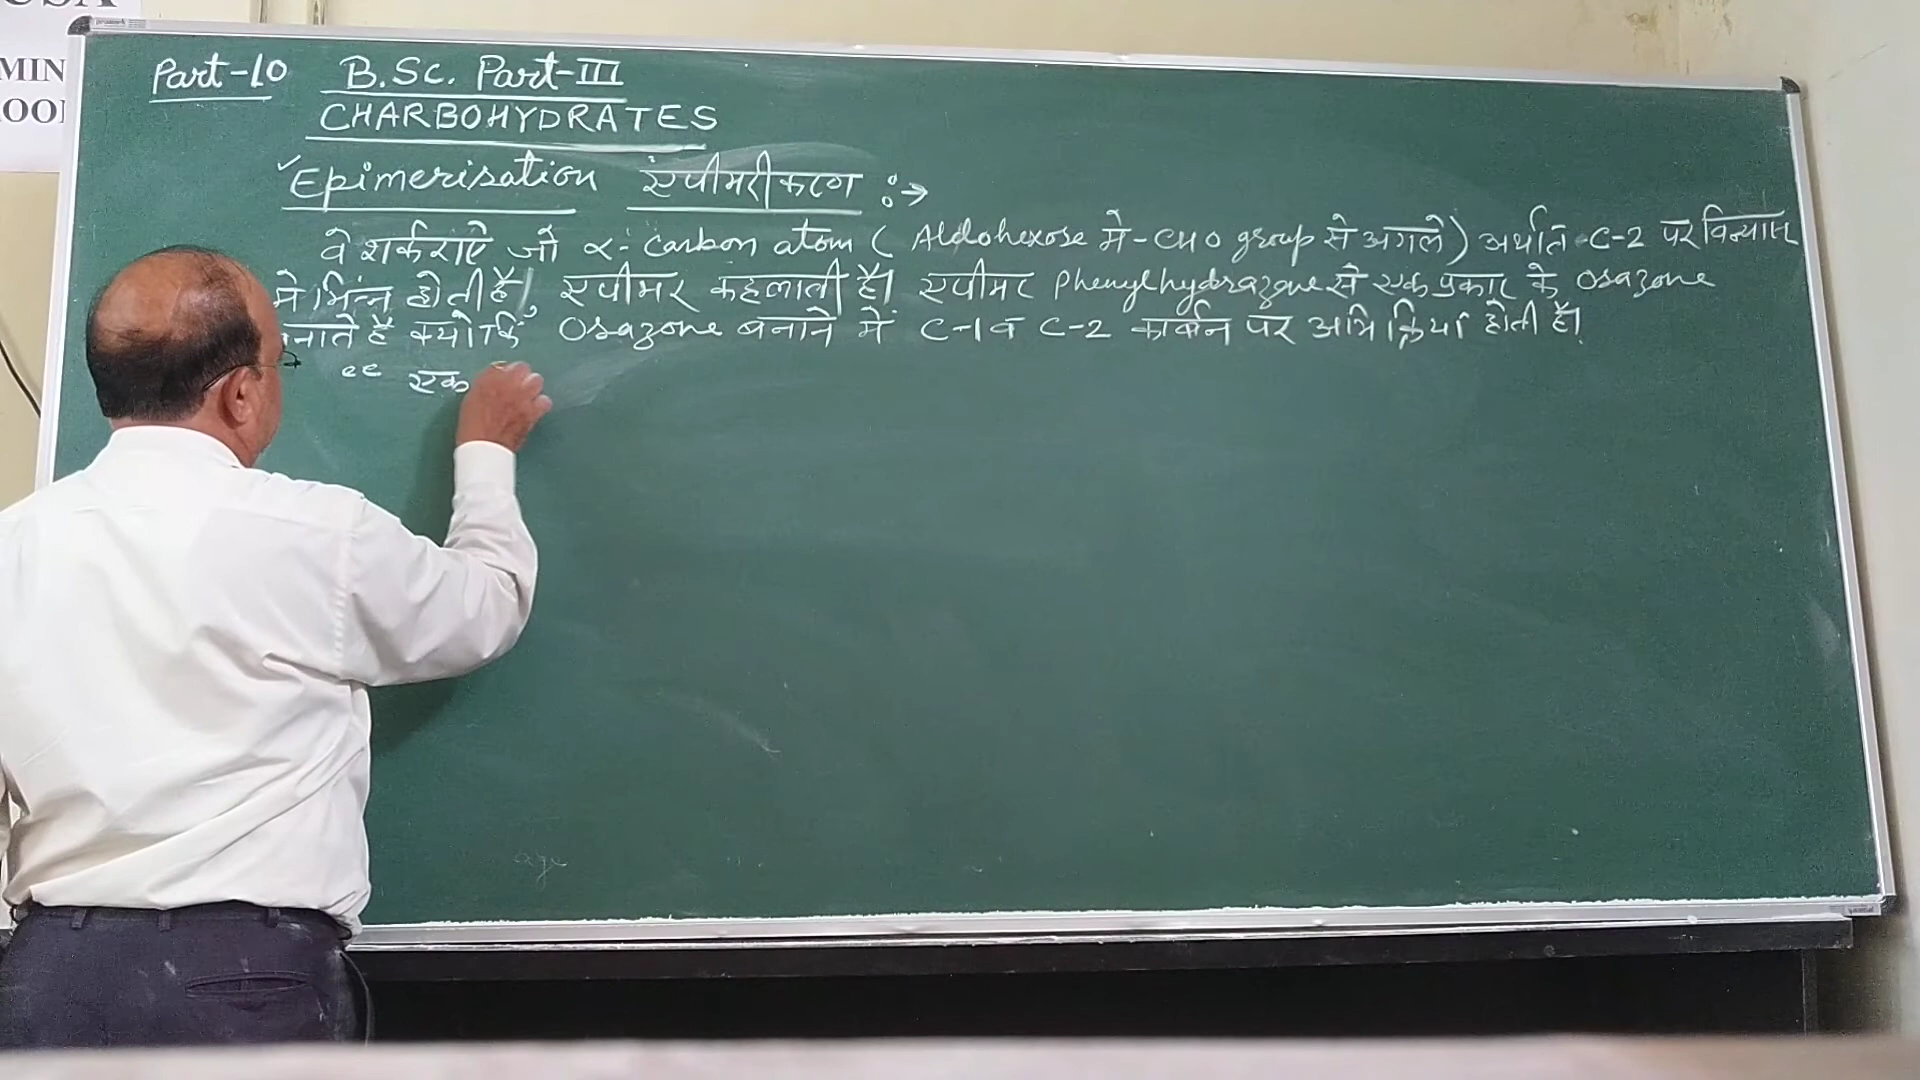 Part-10 B.Sc. Part-III
CHARBOHYDRATES
Epimerisation एपीमरीकरण :→
वे शर्कराएं जो α- Carbon atom ( Aldohexose में -CHO group से अगले) अर्थात C-2 पर विन्यास
में भिन्न होती हैं, एपीमर कहलाती हैं। एपीमर Phenylhydrazone से एक प्रकार के Osazone
बनाते हैं क्योंकि Osazone बनाने में C-1 व C-2 कार्बन पर अभिक्रिया होती है।
“ एक
MIN